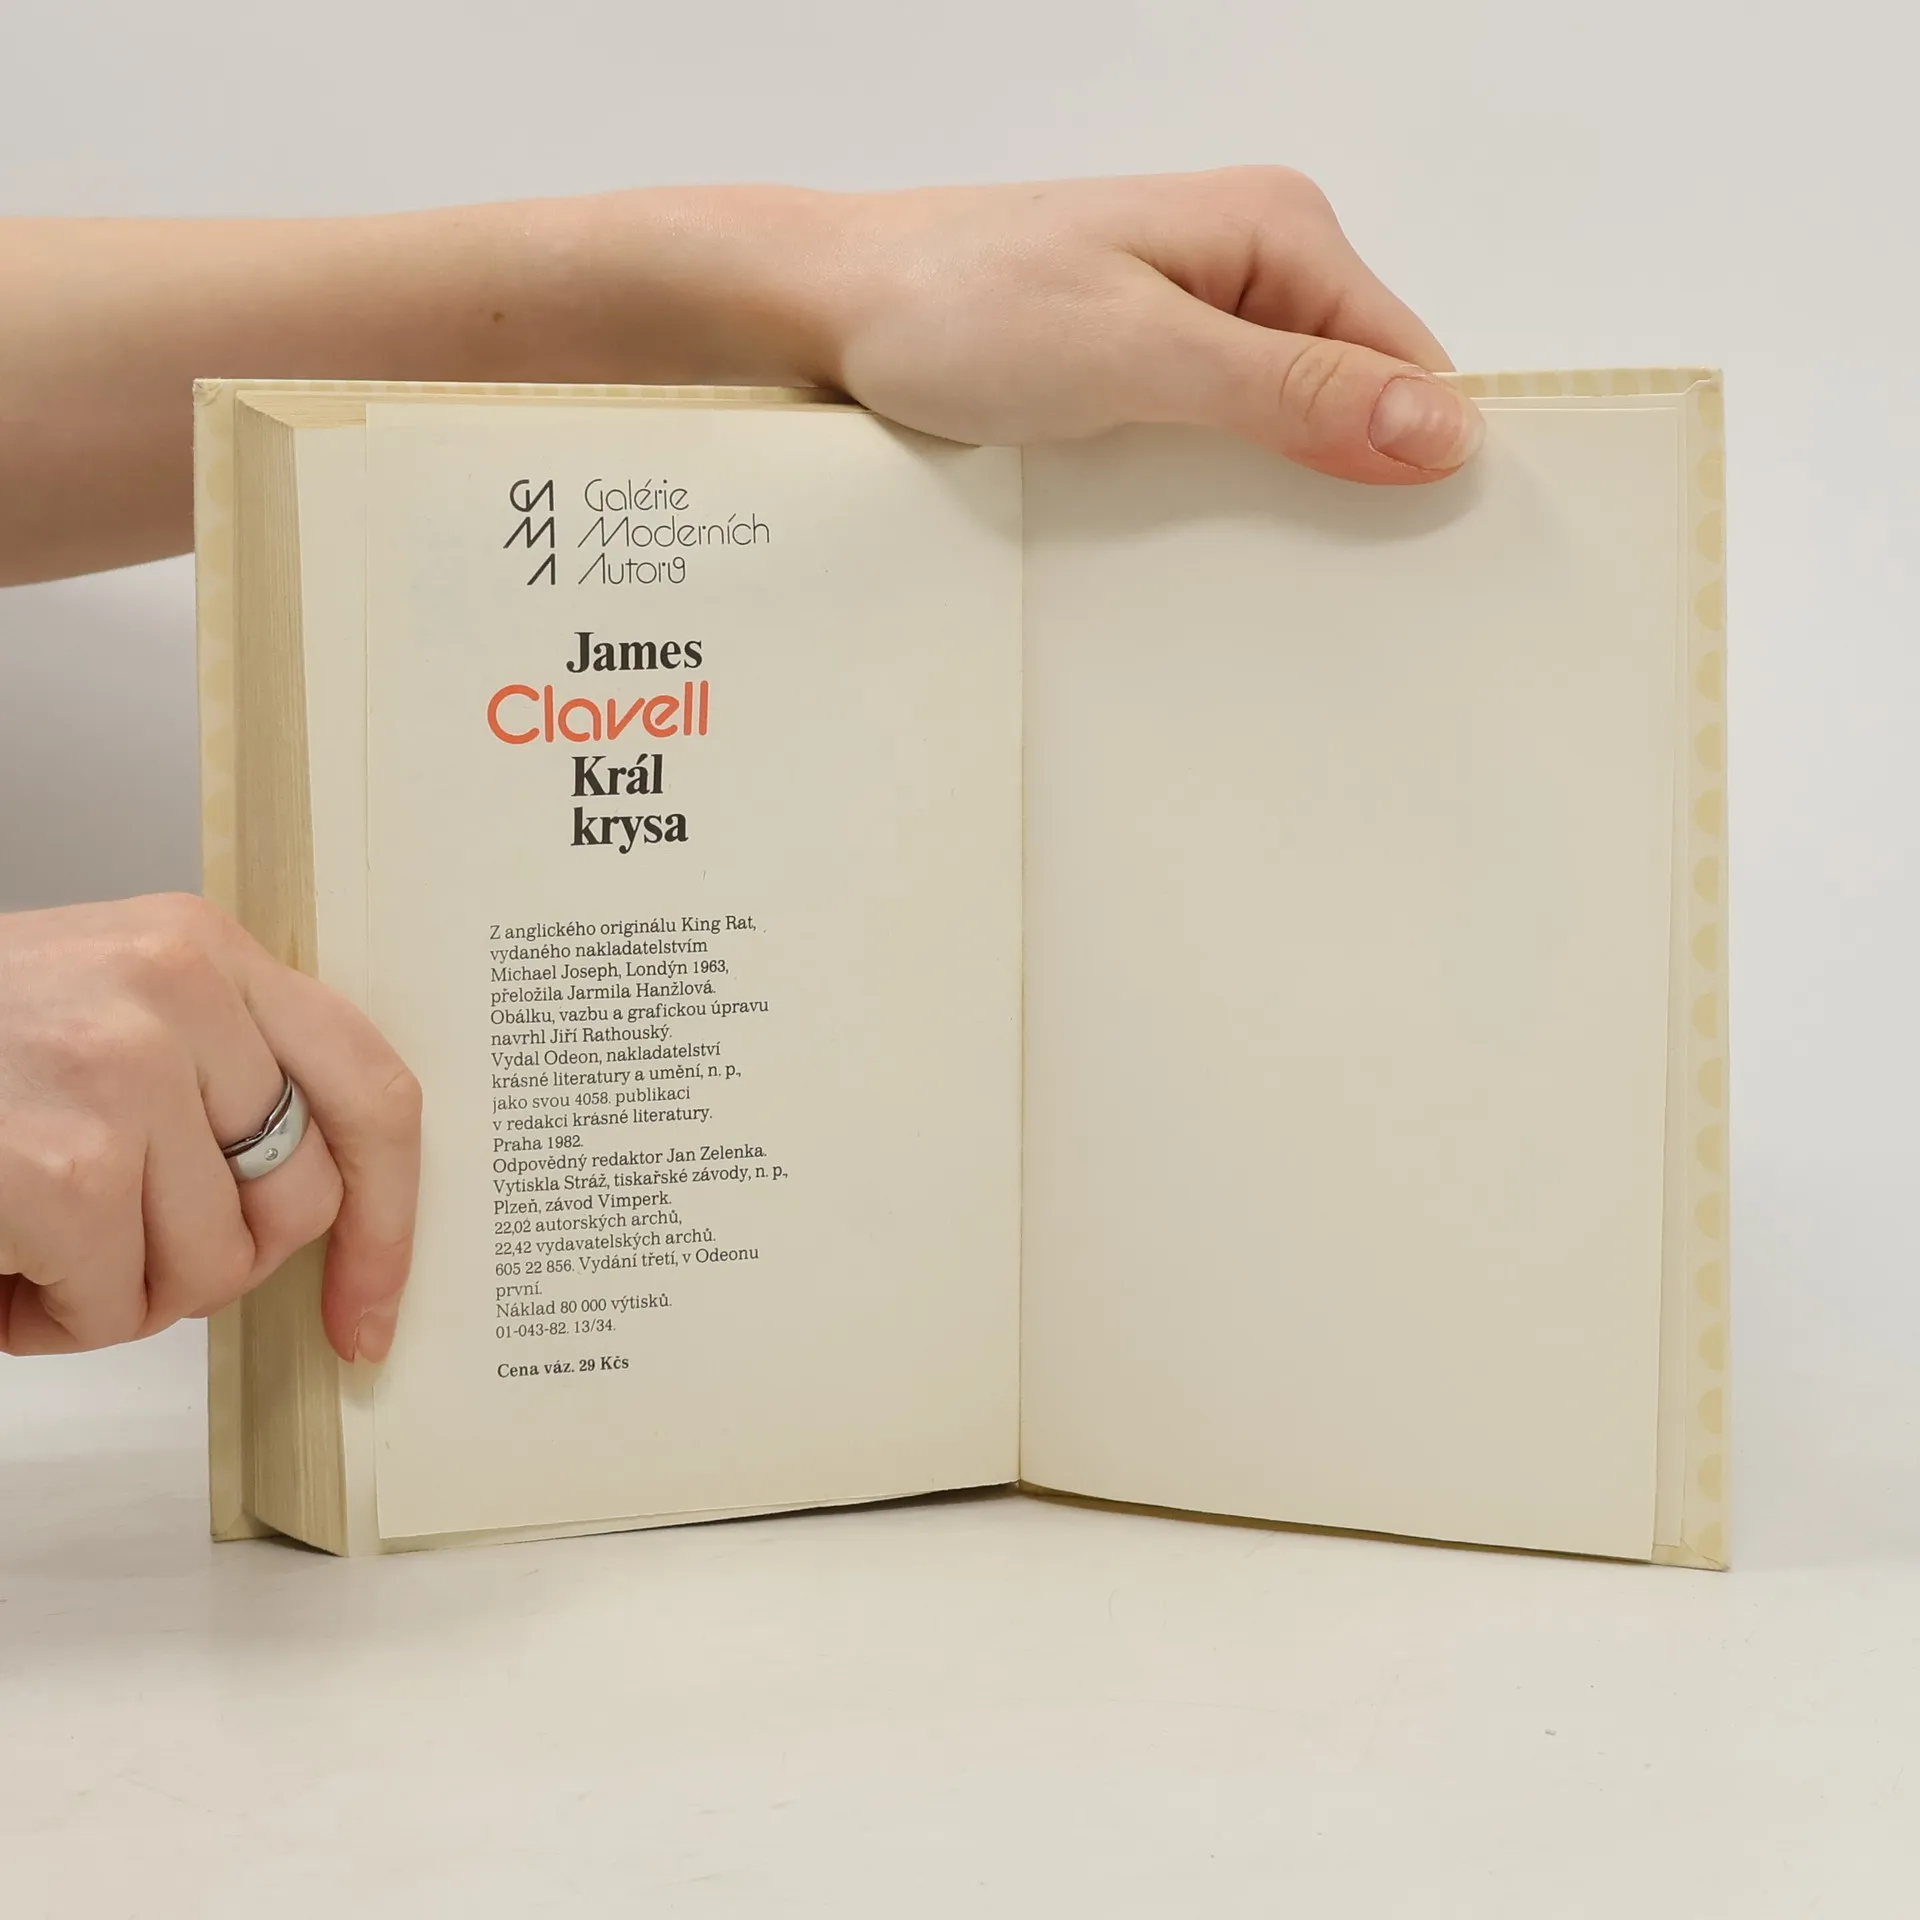 GMA Galérie
Moderních
Autorů
James
Clavell
Král
krysa
Z anglického originálu King Rat,
vydaného nakladatelstvím
Michael Joseph, Londýn 1963,
přeložila Jarmila Hanžlová.
Obálku, vazbu a grafickou úpravu
navrhl Jiří Rathouský.
Vydal Odeon, nakladatelství
krásné literatury a umění, n. p.,
jako svou 4058. publikaci
v redakci krásné literatury.
Praha 1982.
Odpovědný redaktor Jan Zelenka.
Vytiskla Stráž, tiskařské závody, n. p.,
Plzeň, závod Vimperk.
22,02 autorských archů,
22,42 vydavatelských archů.
605 22 856. Vydání třetí, v Odeonu
první.
Náklad 80 000 výtisků.
01-043-82. 13/34.
Cena váz. 29 Kčs